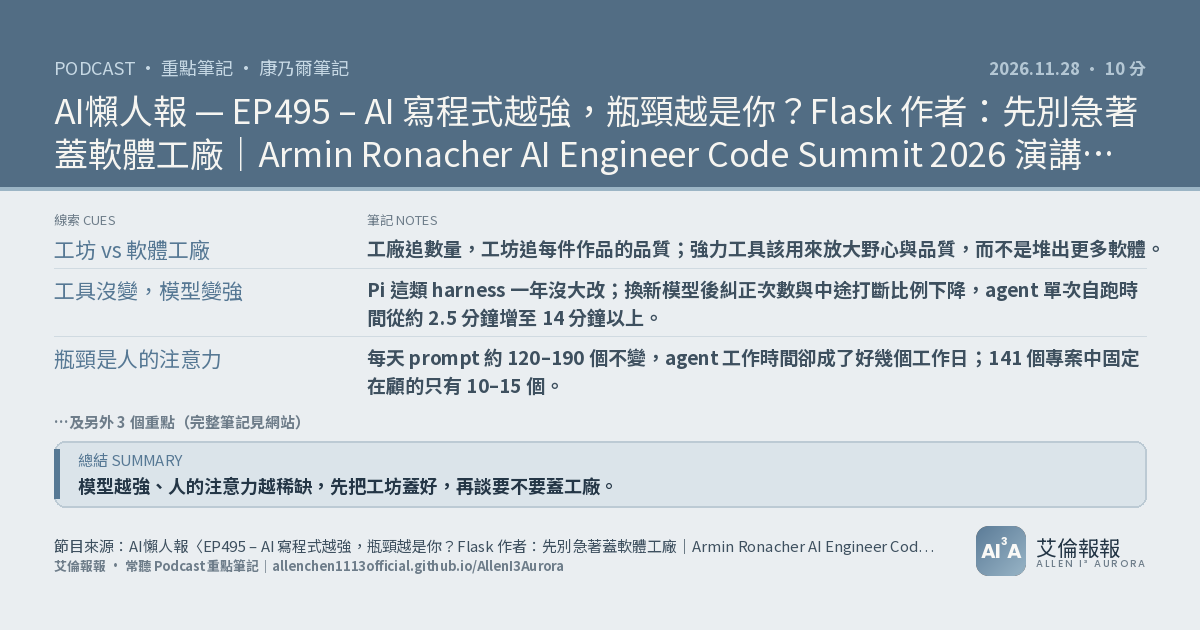 PODCAST • 重點筆記 • 康乃爾筆記
2026.11.28 • 10 分
AI懶人報 — EP495 – AI 寫程式越強，瓶頸越是你？Flask 作者：先別急著
蓋軟體工廠｜Armin Ronacher AI Engineer Code Summit 2026 演講…
線索 CUES
筆記 NOTES
工坊 vs 軟體工廠
工廠追數量，工坊追每件作品的品質；強力工具該用來放大野心與品質，而不是堆出更多軟體。
工具沒變，模型變強
Pi 這類 harness 一年沒大改；換新模型後糾正次數與中途打斷比例下降，agent 單次自跑時
間從約 2.5 分鐘增至 14 分鐘以上。
瓶頸是人的注意力
每天 prompt 約 120–190 個不變，agent 工作時間卻成了好幾個工作日；141 個專案中固定
在顧的只有 10–15 個。
…及另外 3 個重點（完整筆記見網站）
總結 SUMMARY
模型越強、人的注意力越稀缺，先把工坊蓋好，再談要不要蓋工廠。
節目來源：AI懶人報〈EP495 – AI 寫程式越強，瓶頸越是你？Flask 作者：先別急著蓋軟體工廠｜Armin Ronacher AI Engineer Cod…
艾倫報報 • 常聽 Podcast 重點筆記｜allenchen1113official.github.io/AllenI3Aurora
AI³A
艾倫報報
ALLEN I³ AURORA